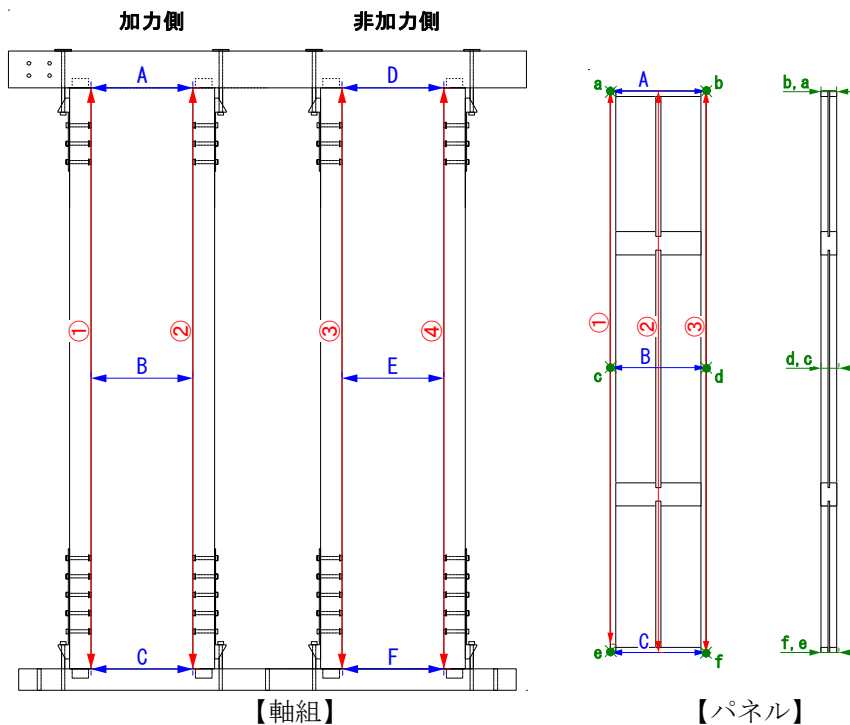 加力側 非加力側
A D
a A b b,a
① ② ③ ④
① ② ③
B E
c B d d,c
C F
e C f f,e
【軸組】 【パネル】